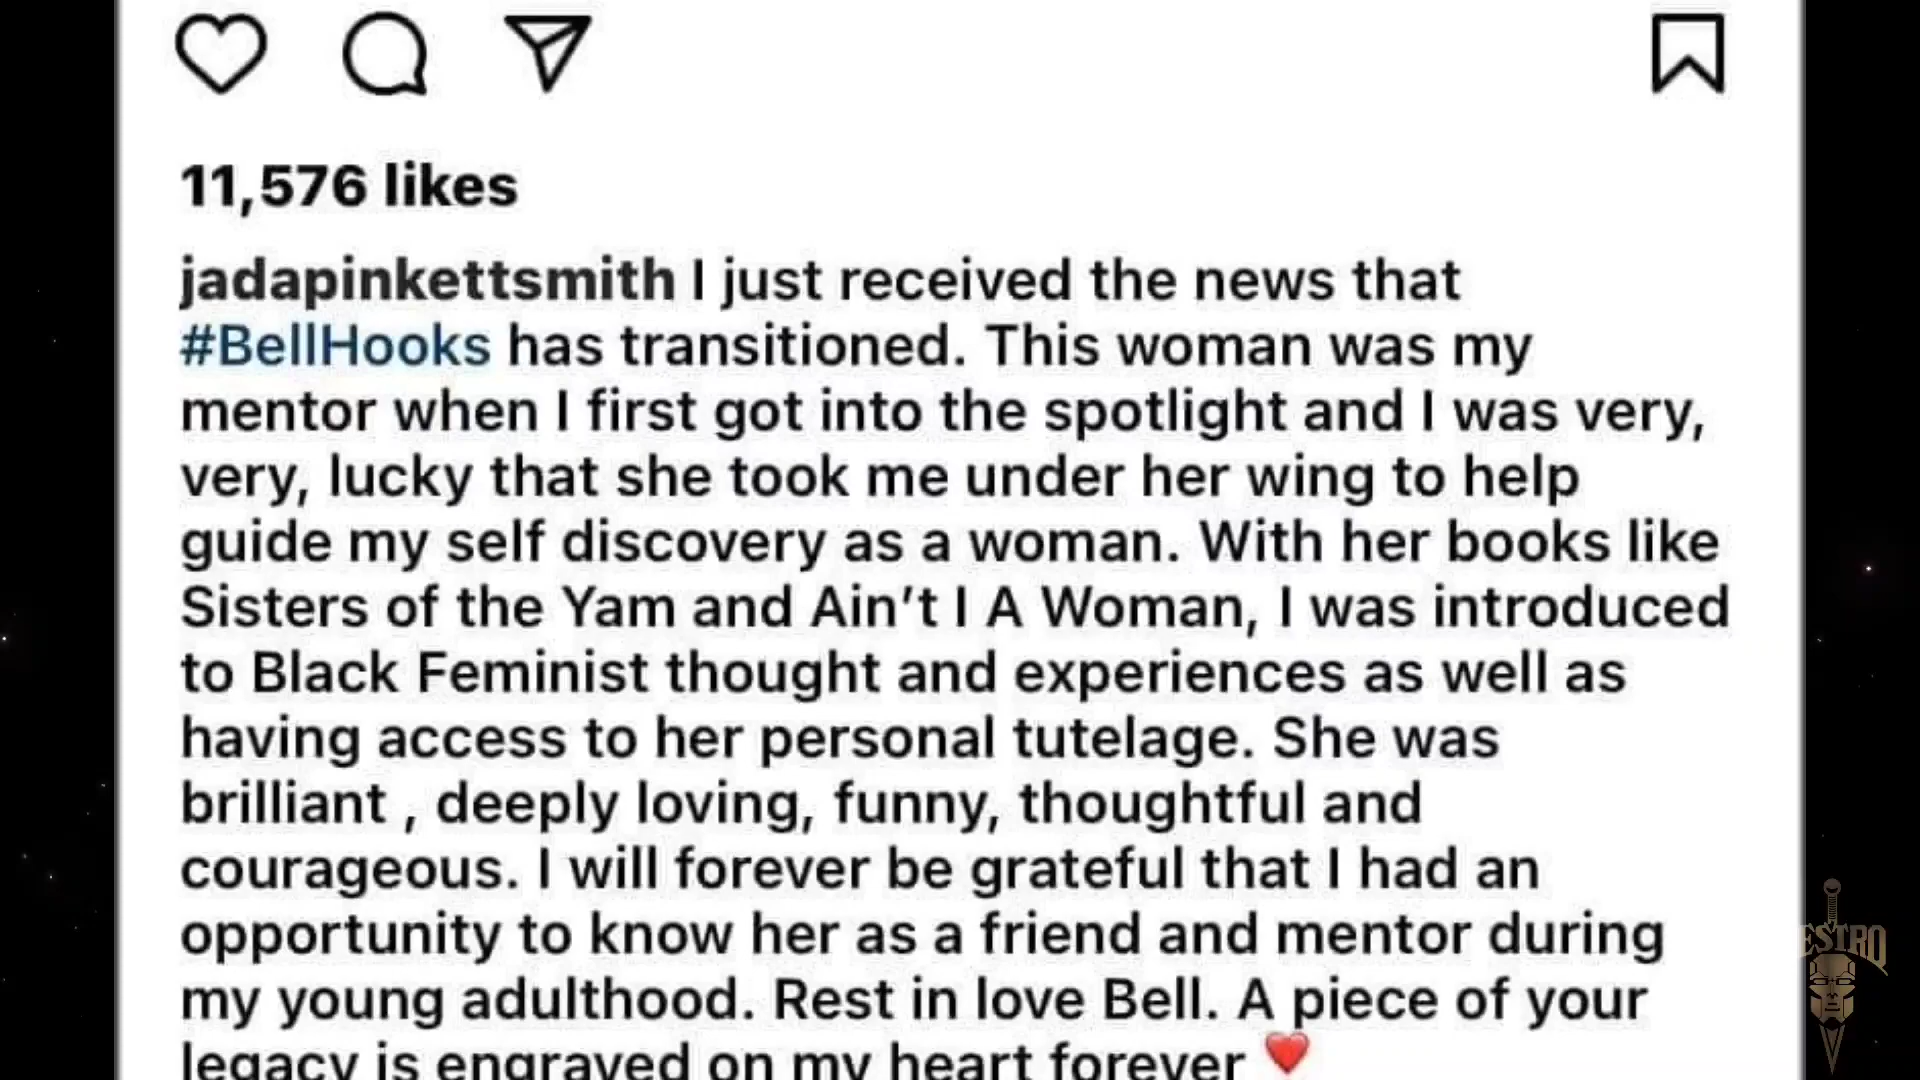 11,576 likes
jadapinkettsmith I just received the news that
#BellHooks has transitioned. This woman was my
mentor when I first got into the spotlight and I was very,
very, lucky that she took me under her wing to help
guide my self discovery as a woman. With her books like
Sisters of the Yam and Ain’t I A Woman, I was introduced
to Black Feminist thought and experiences as well as
having access to her personal tutelage. She was
brilliant , deeply loving, funny, thoughtful and
courageous. I will forever be grateful that I had an
opportunity to know her as a friend and mentor during
my young adulthood. Rest in love Bell. A piece of your
legacy is engraved on my heart forever ❤️